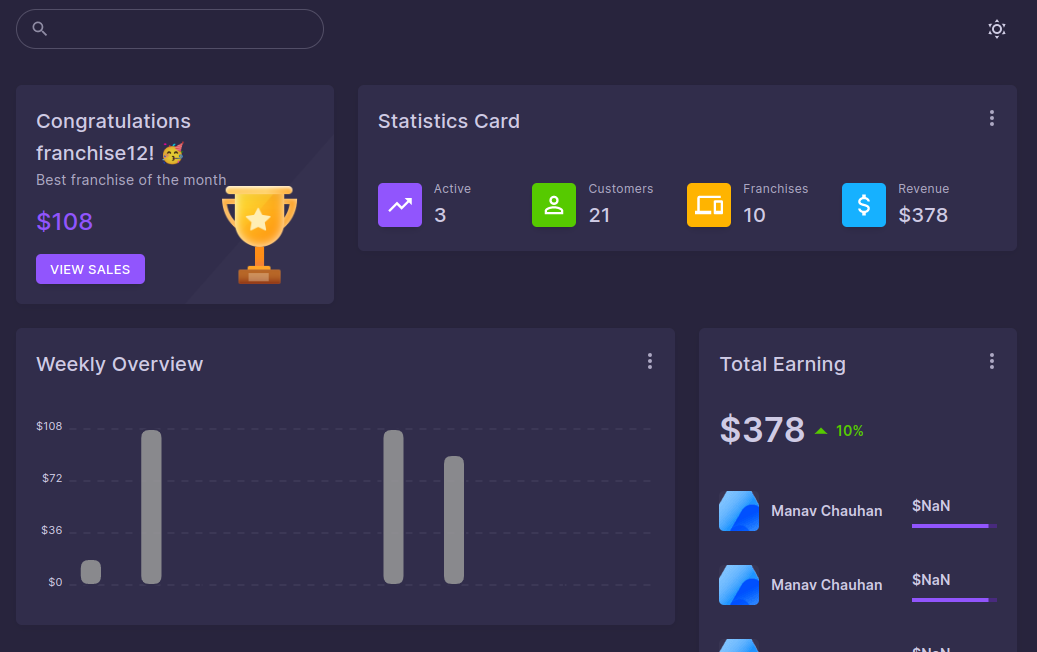 Congratulations
franchise12! 🥳
Best franchise of the month
$108
VIEW SALES
Statistics Card
Active
3
Customers
21
Franchises
10
Revenue
$378
Weekly Overview
$108
$72
$36
$0
Total Earning
$378
10%
Manav Chauhan
$NaN
Manav Chauhan
$NaN
$NaN